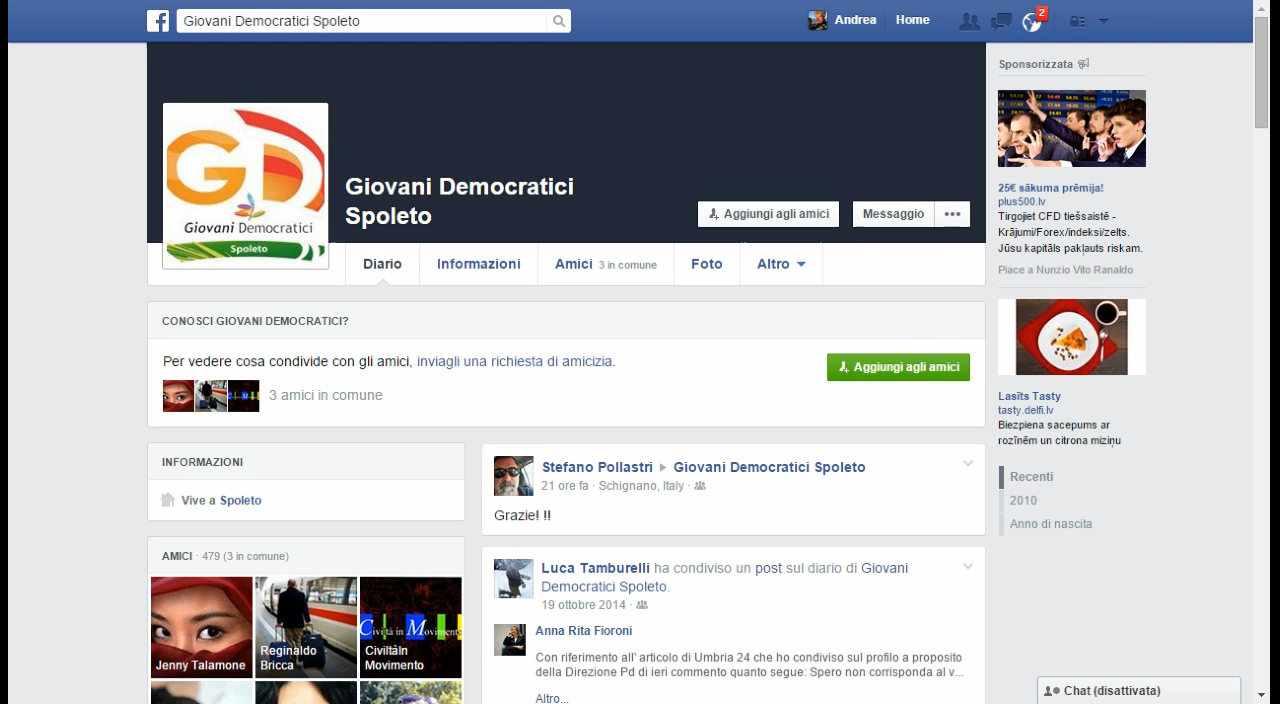 Giovani Democratici Spoleto
Andrea
Home
2
Giovani Democratici
Spoleto
GD
Giovani Democratici
Spoleto
Aggiungi agli amici
Messaggio
•••
Diario
Informazioni
Amici 3 in comune
Foto
Altro
CONOSCI GIOVANI DEMOCRATICI?
Per vedere cosa condivide con gli amici, inviagli una richiesta di amicizia.
3 amici in comune
Aggiungi agli amici
INFORMAZIONI
Vive a Spoleto
AMICI · 479 (3 in comune)
Jenny Talamone
Reginaldo
Bricca
Civiltà in Movimento
CiviltàIn
Movimento
Stefano Pollastri ▸ Giovani Democratici Spoleto
21 ore fa · Schignano, Italy ·
Grazie! !!
Luca Tamburelli ha condiviso un post sul diario di Giovani
Democratici Spoleto.
19 ottobre 2014 ·
Anna Rita Fioroni
Con riferimento all' articolo di Umbria 24 che ho condiviso sul profilo a proposito
della Direzione Pd di ieri commento quanto segue: Spero non corrisponda al v...
Altro...
Sponsorizzata
25€ sākuma prēmija!
plus500.lv
Tirgojiet CFD tiešsaistē -
Krājumi/Forex/indeksi/zelts.
Jūsu kapitāls pakļauts riskam.
Piace a Nunzio Vito Ranaldo
Lasīts Tasty
tasty.delfi.lv
Biezpiena sacepums ar
rozīnēm un citrona miziņu
Recenti
2010
Anno di nascita
Chat (disattivata)